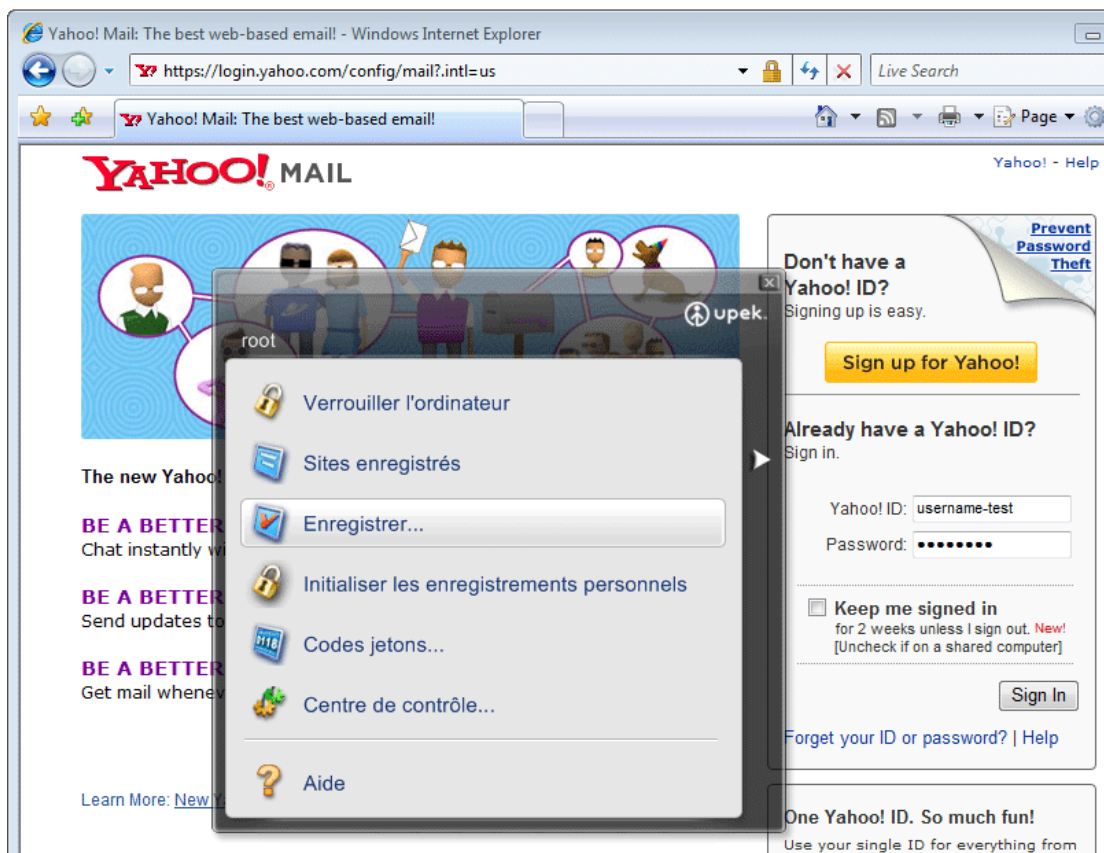 Yahoo! Mail: The best web-based email! - Windows Internet Explorer
https://login.yahoo.com/config/mail?.intl=us
Live Search
Yahoo! Mail: The best web-based email!
Page
YAHOO! MAIL
Yahoo! - Help
Prevent
Password
Theft
Don't have a
Yahoo! ID?
Signing up is easy.
Sign up for Yahoo!
Already have a Yahoo! ID?
Sign in.
Yahoo! ID: username-test
Password: ••••••••
Keep me signed in
for 2 weeks unless I sign out. New!
[Uncheck if on a shared computer]
Sign In
Forget your ID or password? | Help
One Yahoo! ID. So much fun!
Use your single ID for everything from
The new Yahoo!
BE A BETTER
Chat instantly
BE A BETTER
Send updates to
BE A BETTER
Get mail
Learn More: New
upek
root
Verrouiller l'ordinateur
Sites enregistrés
Enregistrer...
Initialiser les enregistrements personnels
Codes jetons...
Centre de contrôle...
Aide